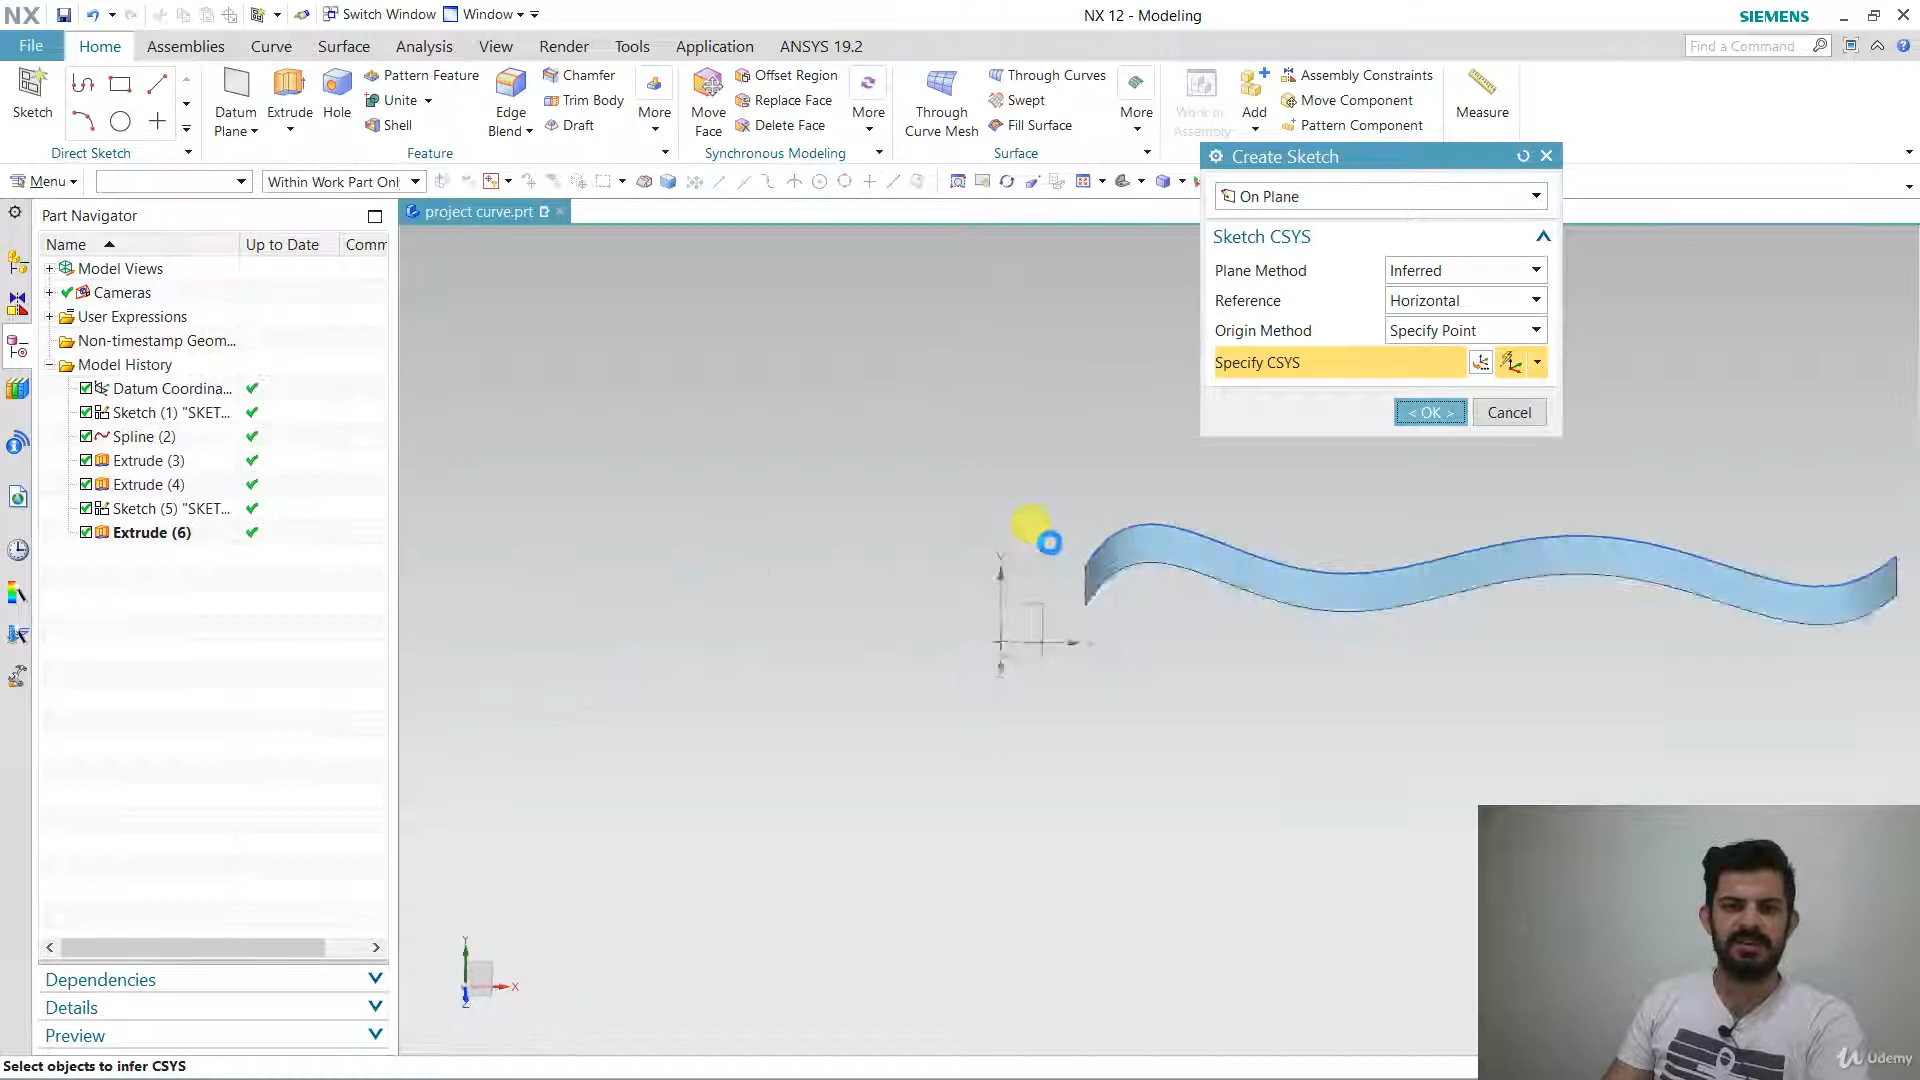 NX
Switch Window
Window
NX 12 - Modeling
SIEMENS
File
Home
Assemblies
Curve
Surface
Analysis
View
Render
Tools
Application
ANSYS 19.2
Find a Command
Sketch
Direct Sketch
Datum Plane
Extrude
Hole
Pattern Feature
Unite
Shell
Edge Blend
Chamfer
Trim Body
Draft
More
Feature
Move Face
Offset Region
Replace Face
Delete Face
More
Synchronous Modeling
Through Curve Mesh
Through Curves
Swept
Fill Surface
More
Surface
Work on Assembly
Add
Assembly Constraints
Move Component
Pattern Component
Measure
Menu
Within Work Part Onl
Create Sketch
On Plane
Sketch CSYS
Plane Method
Inferred
Reference
Horizontal
Origin Method
Specify Point
Specify CSYS
< OK >
Cancel
Part Navigator
project curve.prt
Name
Up to Date
Comm
Model Views
Cameras
User Expressions
Non-timestamp Geom...
Model History
Datum Coordina...
Sketch (1) "SKET...
Spline (2)
Extrude (3)
Extrude (4)
Sketch (5) "SKET...
Extrude (6)
Y
X
Z
Dependencies
Details
Preview
Select objects to infer CSYS
Udemy